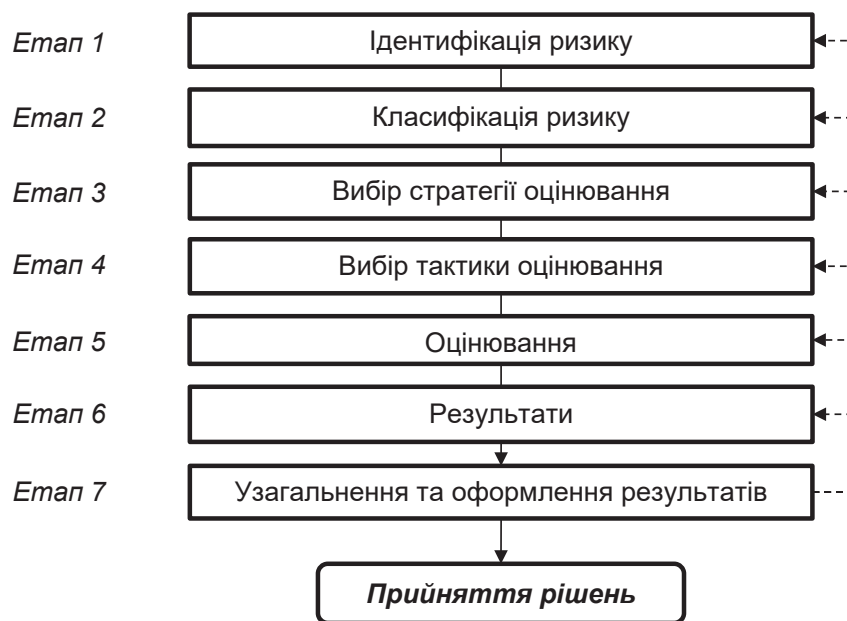 Етап 1 Ідентифікація ризику
Етап 2 Класифікація ризику
Етап 3 Вибір стратегії оцінювання
Етап 4 Вибір тактики оцінювання
Етап 5 Оцінювання
Етап 6 Результати
Етап 7 Узагальнення та оформлення результатів
Прийняття рішень